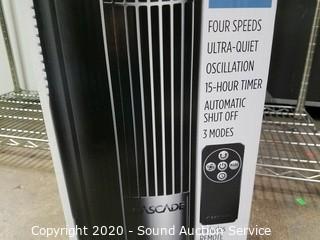 FOUR SPEEDS
ULTRA-QUIET
OSCILLATION
15-HOUR TIMER
AUTOMATIC
SHUT OFF
3 MODES
CASCADE
REMOTE
Copyright 2020 - Sound Auction Service